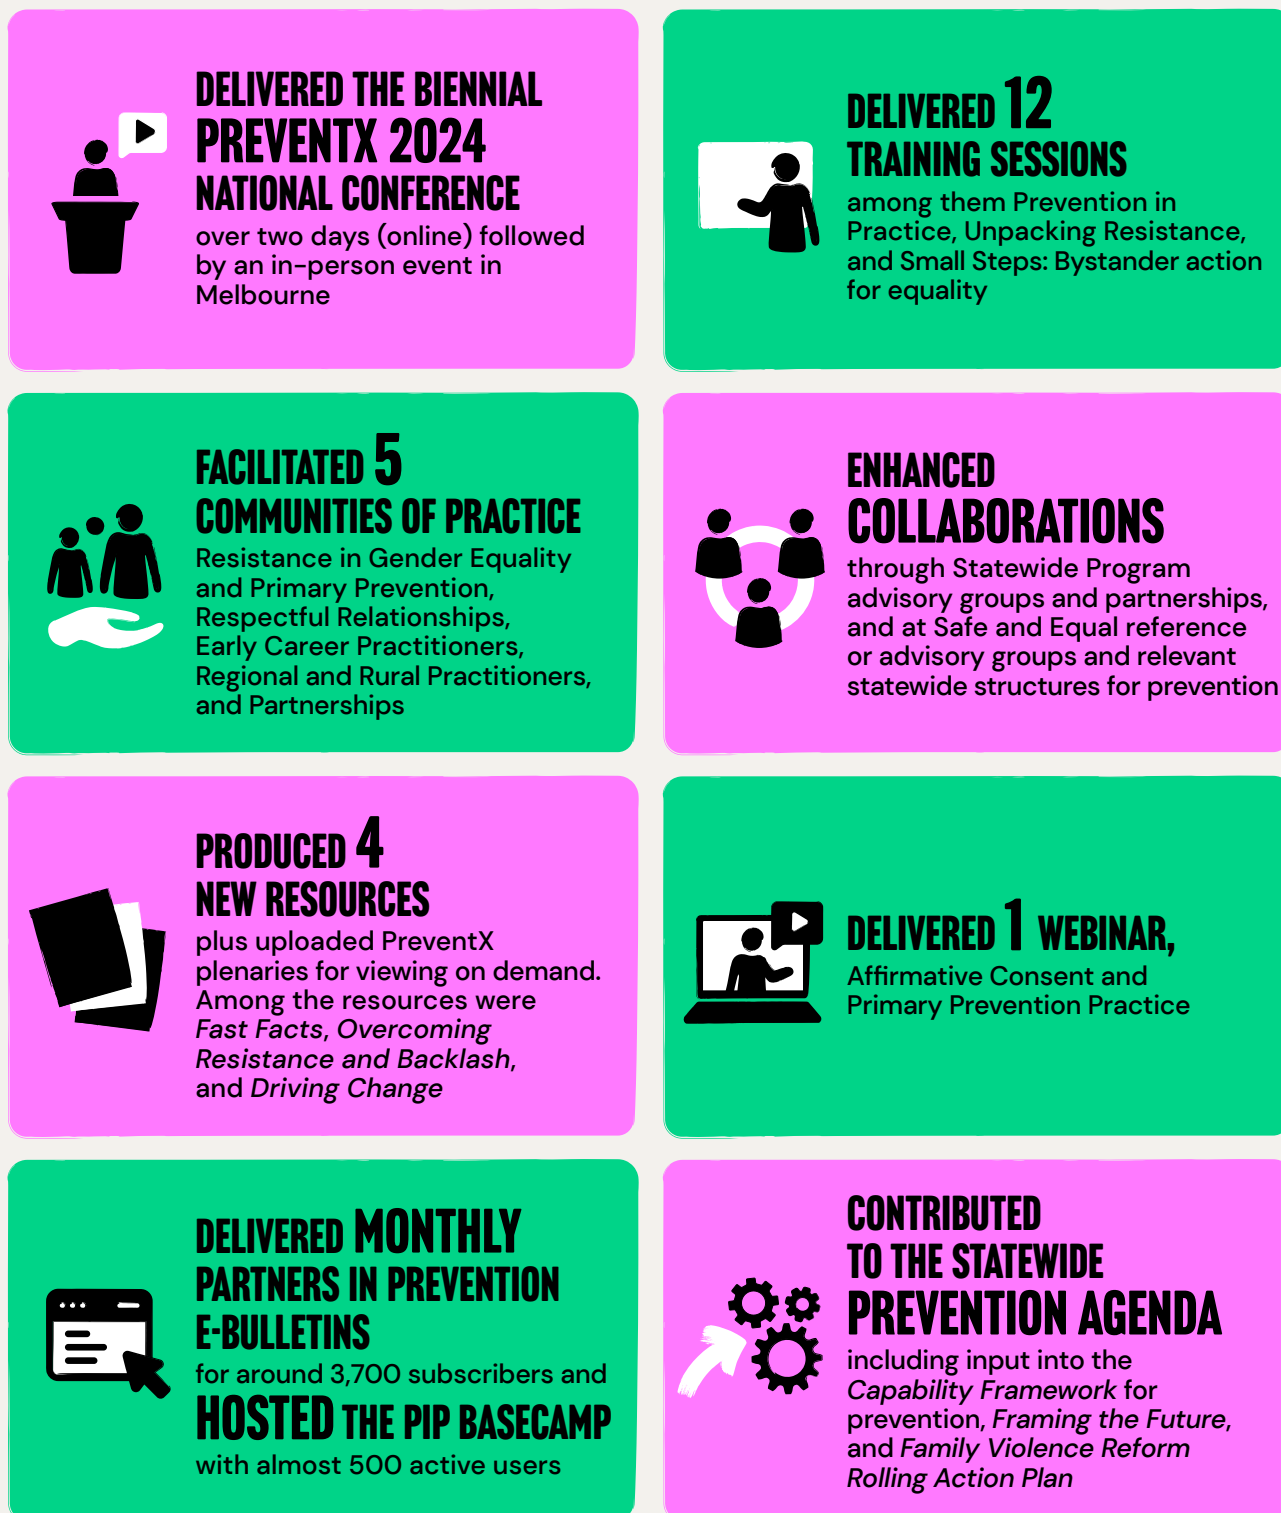 DELIVERED THE BIENNIAL
PREVENTX 2024
NATIONAL CONFERENCE
over two days (online) followed
by an in-person event in
Melbourne
DELIVERED 12
TRAINING SESSIONS
among them Prevention in
Practice, Unpacking Resistance,
and Small Steps: Bystander action
for equality
FACILITATED 5
COMMUNITIES OF PRACTICE
Resistance in Gender Equality
and Primary Prevention,
Respectful Relationships,
Early Career Practitioners,
Regional and Rural Practitioners,
and Partnerships
ENHANCED
COLLABORATIONS
through Statewide Program
advisory groups and partnerships,
and at Safe and Equal reference
or advisory groups and relevant
statewide structures for prevention
PRODUCED 4
NEW RESOURCES
plus uploaded PreventX
plenaries for viewing on demand.
Among the resources were
Fast Facts, Overcoming
Resistance and Backlash,
and Driving Change
DELIVERED 1 WEBINAR,
Affirmative Consent and
Primary Prevention Practice
DELIVERED MONTHLY
PARTNERS IN PREVENTION
E-BULLETINS
for around 3,700 subscribers and
HOSTED THE PIP BASECAMP
with almost 500 active users
CONTRIBUTED
TO THE STATEWIDE
PREVENTION AGENDA
including input into the
Capability Framework for
prevention, Framing the Future,
and Family Violence Reform
Rolling Action Plan